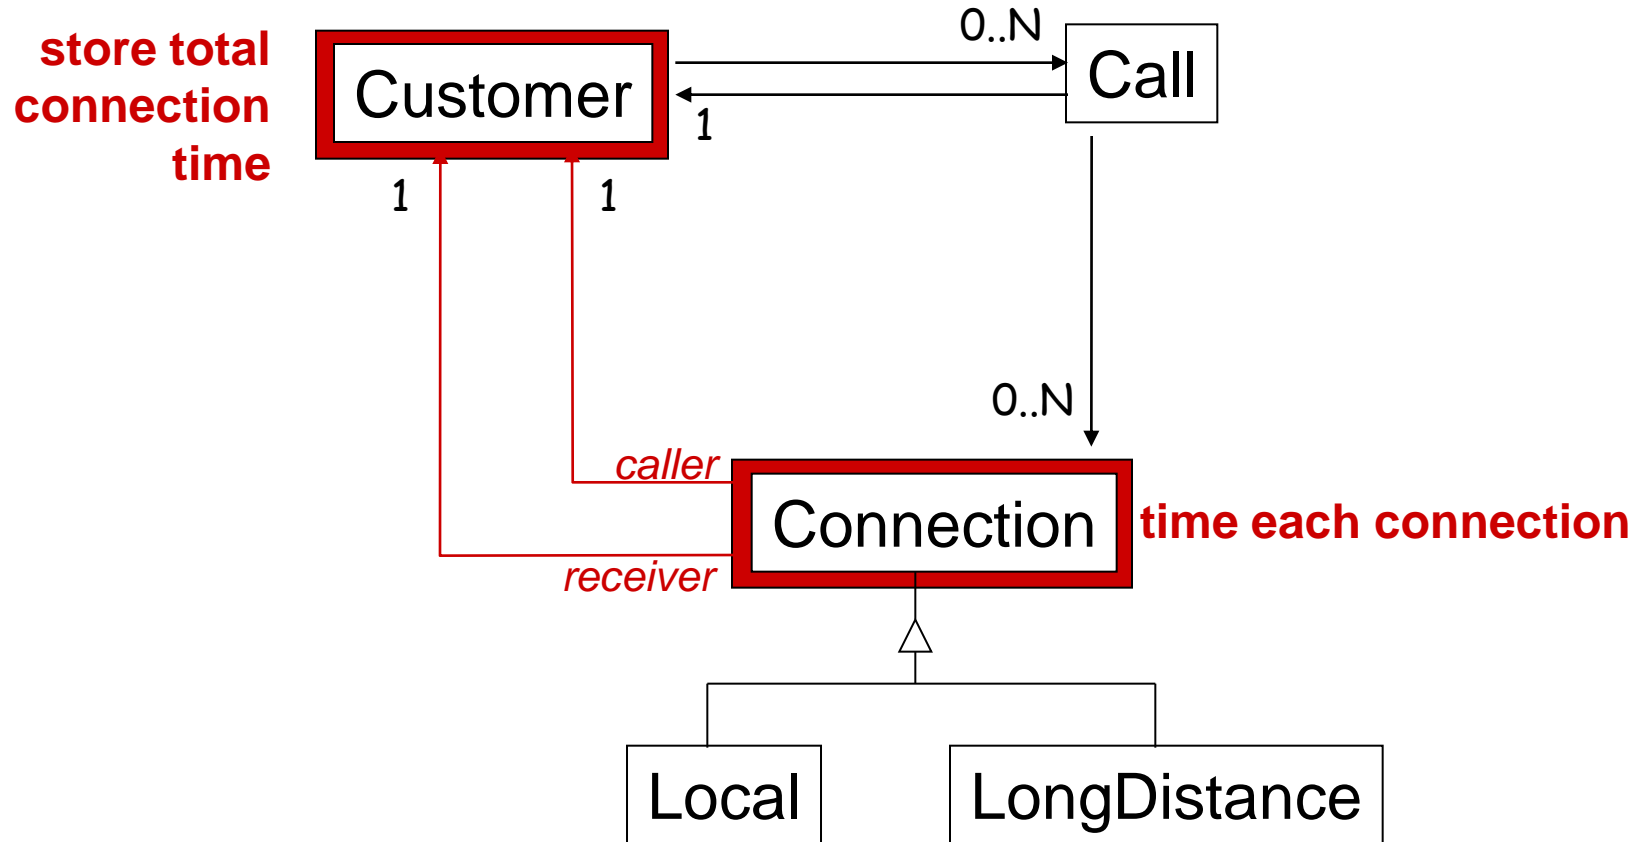 store total
connection
time
Customer
0..N
Call
1
1
1
0..N
caller
receiver
Connection
time each connection
Local
LongDistance